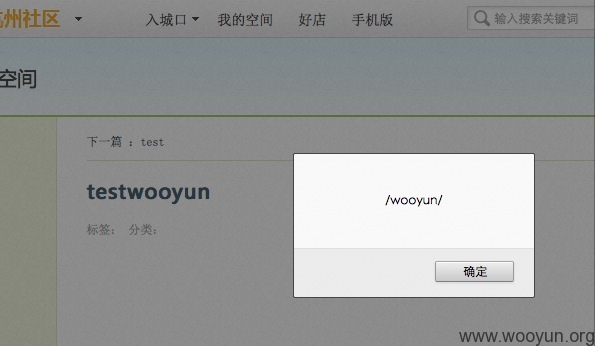 杭州社区 入城口 我的空间 好店 手机版 输入搜索关键词
空间
下一篇 ：test
testwooyun
标签： 分类：
/wooyun/
确定
www.wooyun.org